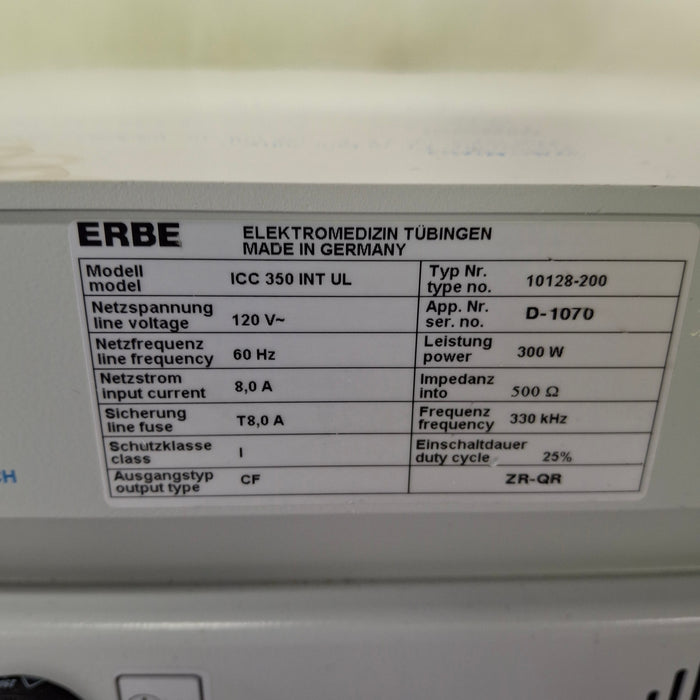 ERBE
ELEKTROMEDIZIN TÜBINGEN
MADE IN GERMANY
Modell
model
ICC 350 INT UL
Typ Nr.
type no.
10128-200
Netzspannung
line voltage
120 V~
App. Nr.
ser. no.
D-1070
Netzfrequenz
line frequency
60 Hz
Leistung
power
300 W
Netzstrom
input current
8,0 A
Impedanz
into
500 Ω
Sicherung
line fuse
T8,0 A
Frequenz
frequency
330 kHz
Schutzklasse
class
I
Einschaltdauer
duty cycle
25%
Ausgangstyp
output type
CF
ZR-QR
CH